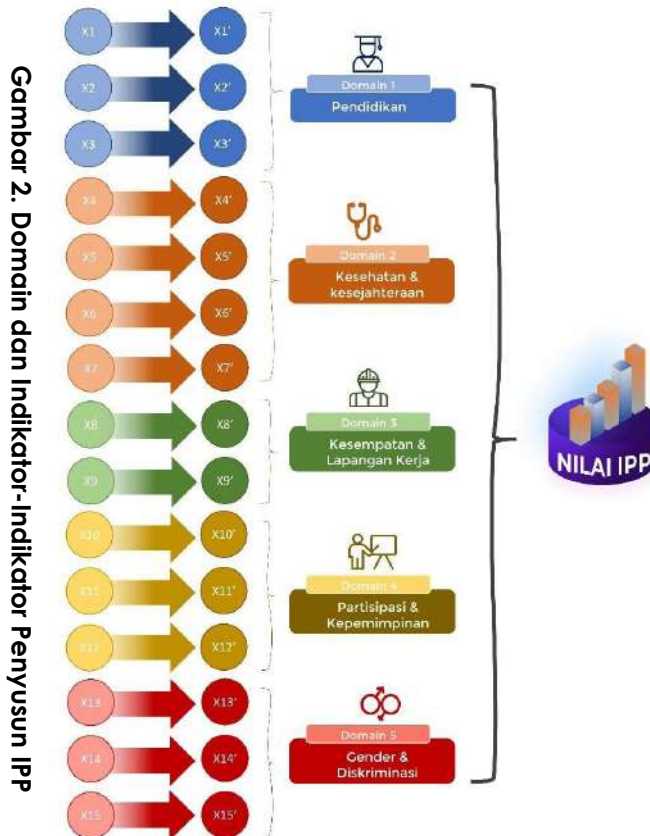 Gambar 2. Domain dan Indikator-Indikator Penyusun IPP
X1 X1'
X2 X2'
X3 X3'
Domain 1
Pendidikan
X4 X4'
X5 X5'
X6 X6'
X7 X7'
Domain 2
Kesehatan &
kesejahteraan
X8 X8'
X9 X9'
Domain 3
Kesempatan &
Lapangan Kerja
X10 X10'
X11 X11'
X12 X12'
Domain 4
Partisipasi &
Kepemimpinan
X13 X13'
X14 X14'
X15 X15'
Domain 5
Gender &
Diskriminasi
NILAI IPP